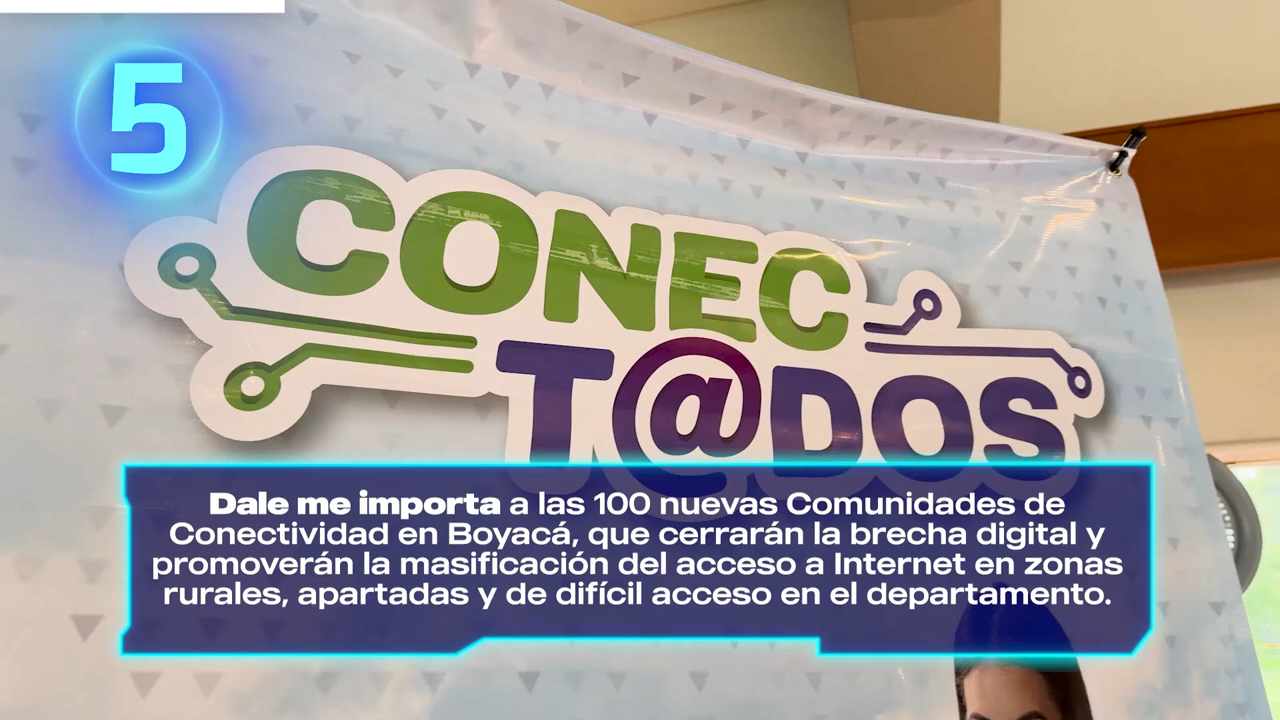 5
CONEC
T@DOS
Dale me importa a las 100 nuevas Comunidades de
Conectividad en Boyacá, que cerrarán la brecha digital y
promoverán la masificación del acceso a Internet en zonas
rurales, apartadas y de difícil acceso en el departamento.